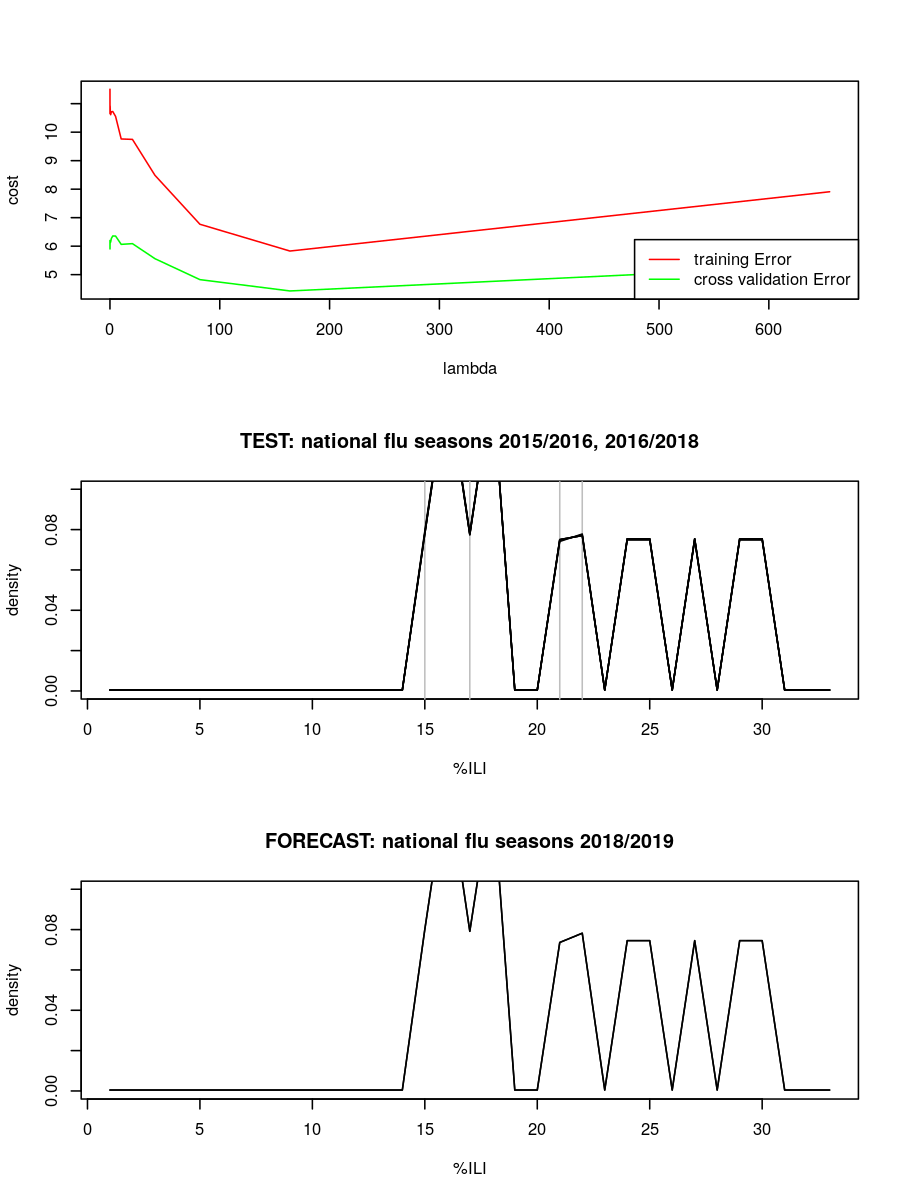 cost
5 6 7 8 9 10
training Error
cross validation Error
0 100 200 300 400 500 600
lambda
TEST: national flu seasons 2015/2016, 2016/2018
density
0.00 0.04 0.08
0 5 10 15 20 25 30
%ILI
FORECAST: national flu seasons 2018/2019
density
0.00 0.04 0.08
0 5 10 15 20 25 30
%ILI